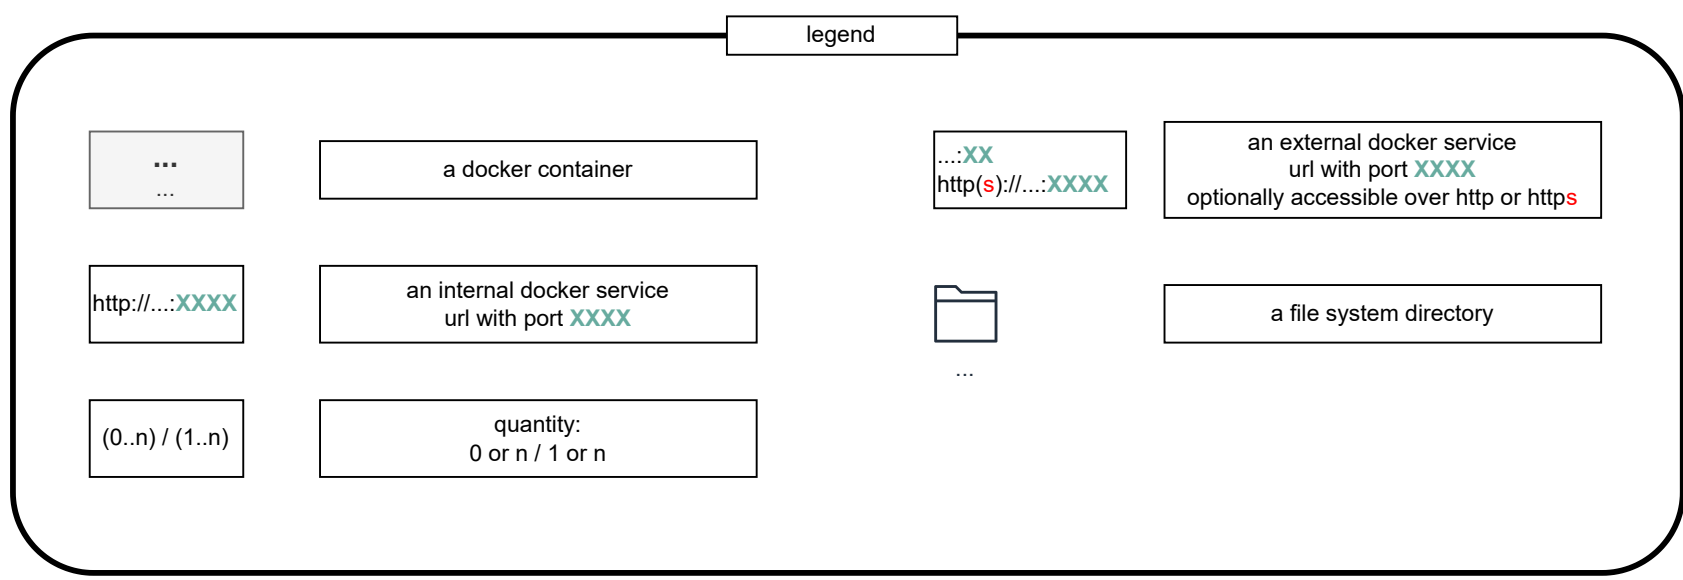 legend
...
...
a docker container
...:XX
http(s)://...:XXXX
an external docker service
url with port XXXX
optionally accessible over http or https
http://...:XXXX
an internal docker service
url with port XXXX
...
a file system directory
(0..n) / (1..n)
quantity:
0 or n / 1 or n